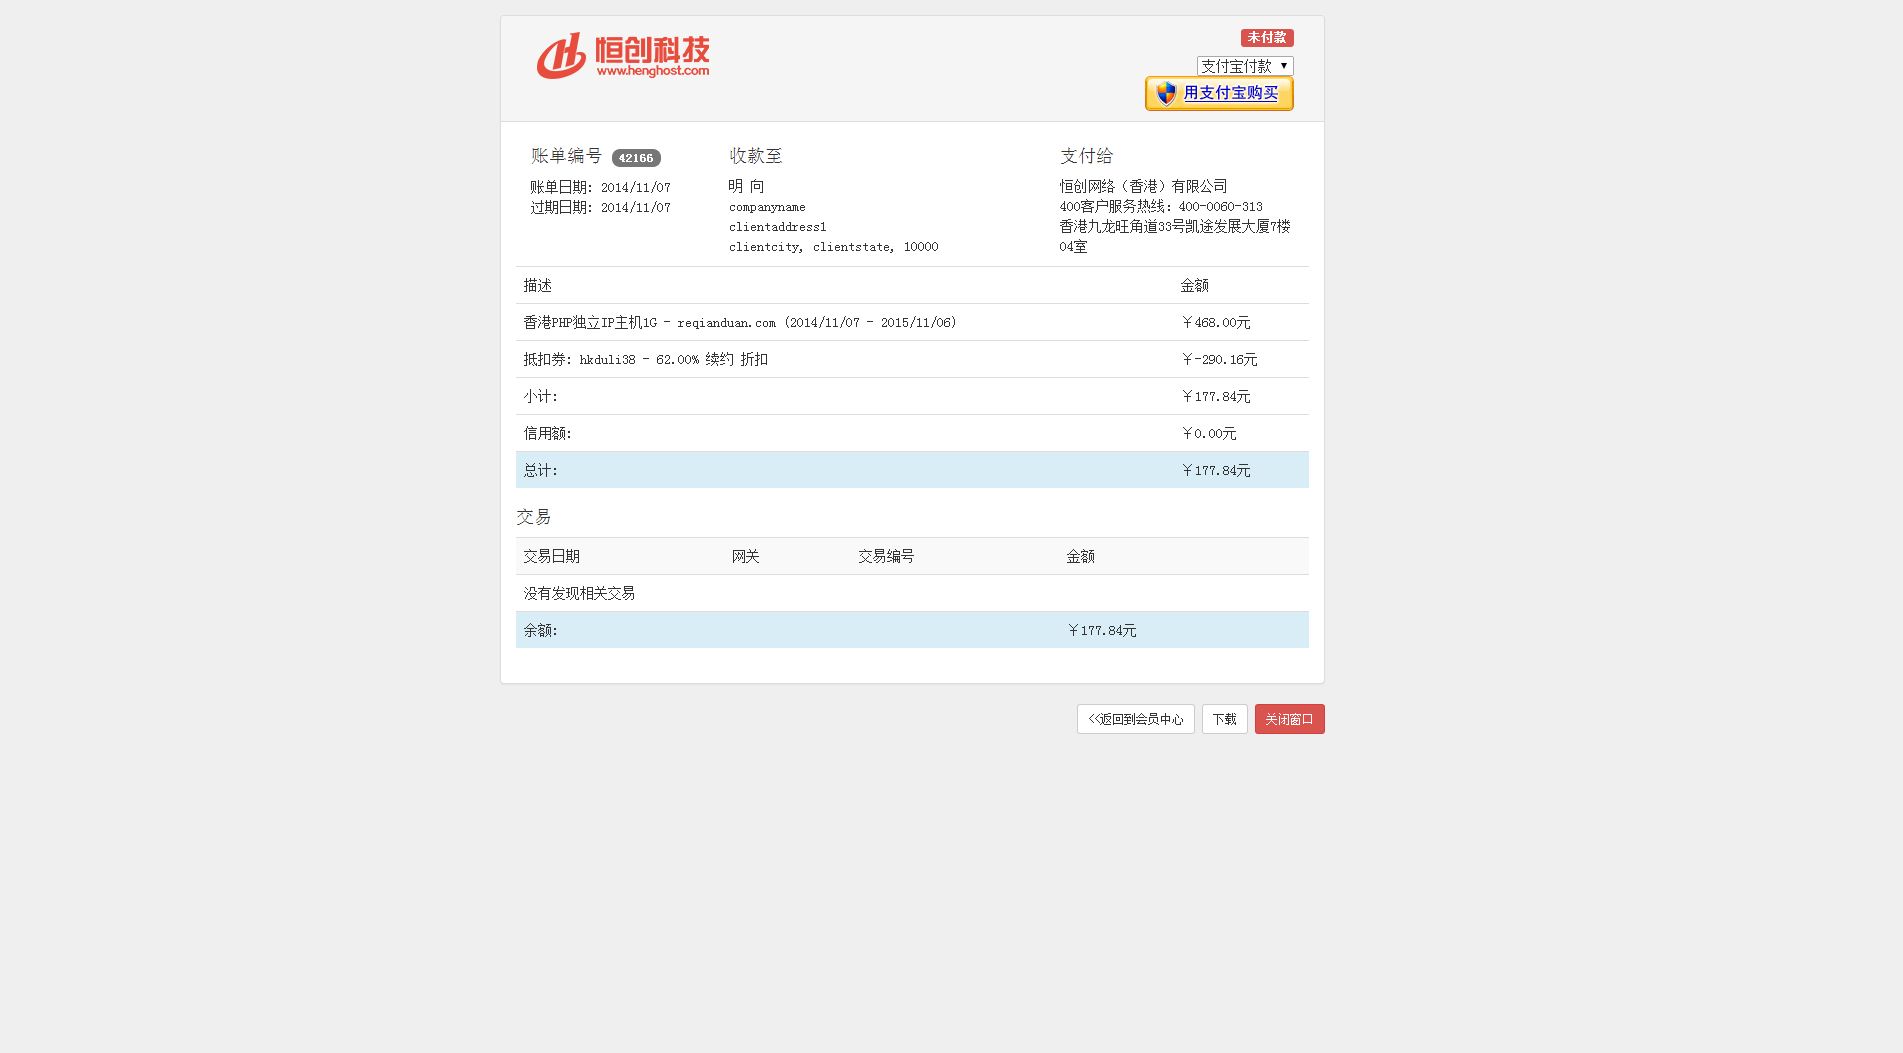 恒创科技
www.henghost.com
未付款
支付宝付款
用支付宝购买
账单编号 42166
账单日期: 2014/11/07
过期日期: 2014/11/07
收款至
明 向
companyname
clientaddress1
clientcity, clientstate, 10000
支付给
恒创网络（香港）有限公司
400客户服务热线：400-0060-313
香港九龙旺角道33号凯途发展大厦7楼
04室
描述 金额
香港PHP独立IP主机1G - reqianduan.com (2014/11/07 - 2015/11/06) ￥468.00元
抵扣券: hkduli38 - 62.00% 续约 折扣 ￥-290.16元
小计: ￥177.84元
信用额: ￥0.00元
总计: ￥177.84元
交易
交易日期 网关 交易编号 金额
没有发现相关交易
余额: ￥177.84元
<<返回到会员中心 下载 关闭窗口